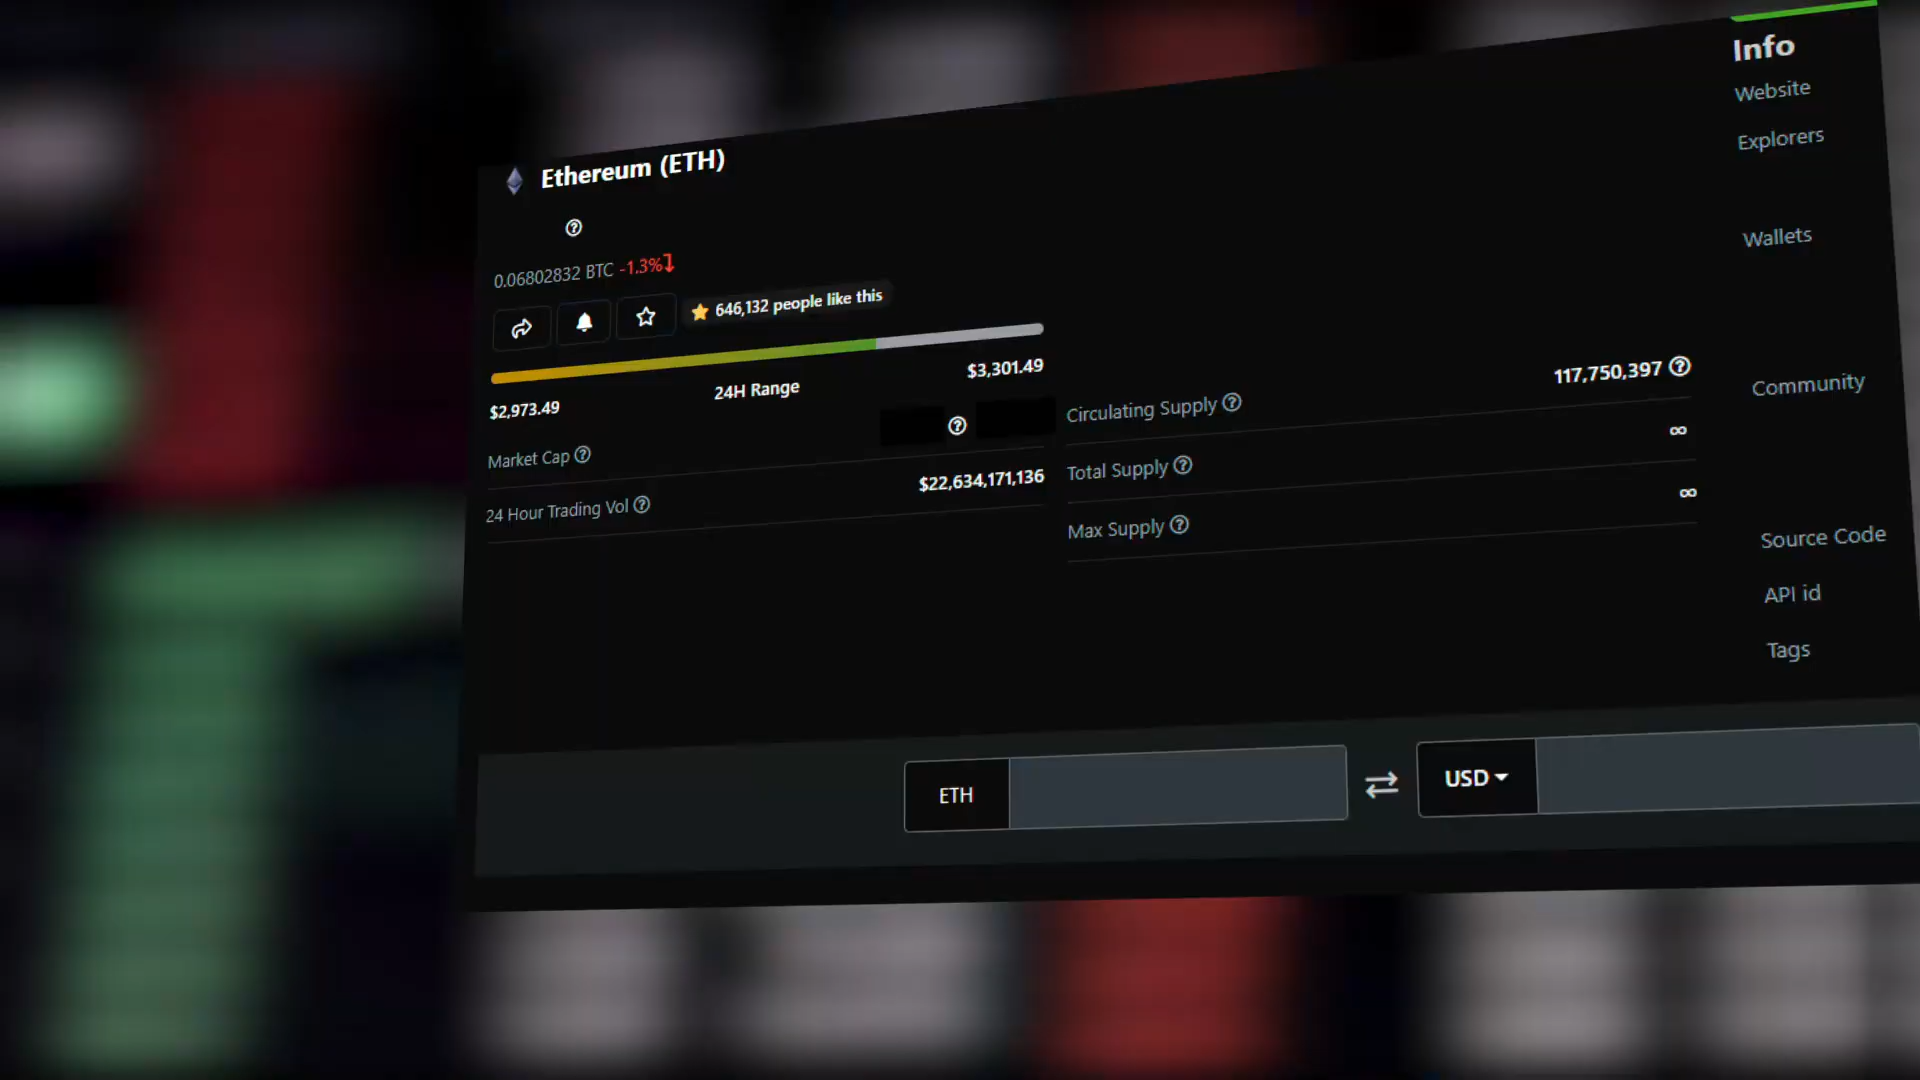 Ethereum (ETH)
0.06802832 BTC -1.3%
646,132 people like this
$2,973.49
24H Range
$3,301.49
Market Cap
24 Hour Trading Vol
$22,634,171,136
Circulating Supply
117,750,397
Total Supply
∞
Max Supply
∞
Info
Website
Explorers
Wallets
Community
Source Code
API id
Tags
ETH
USD